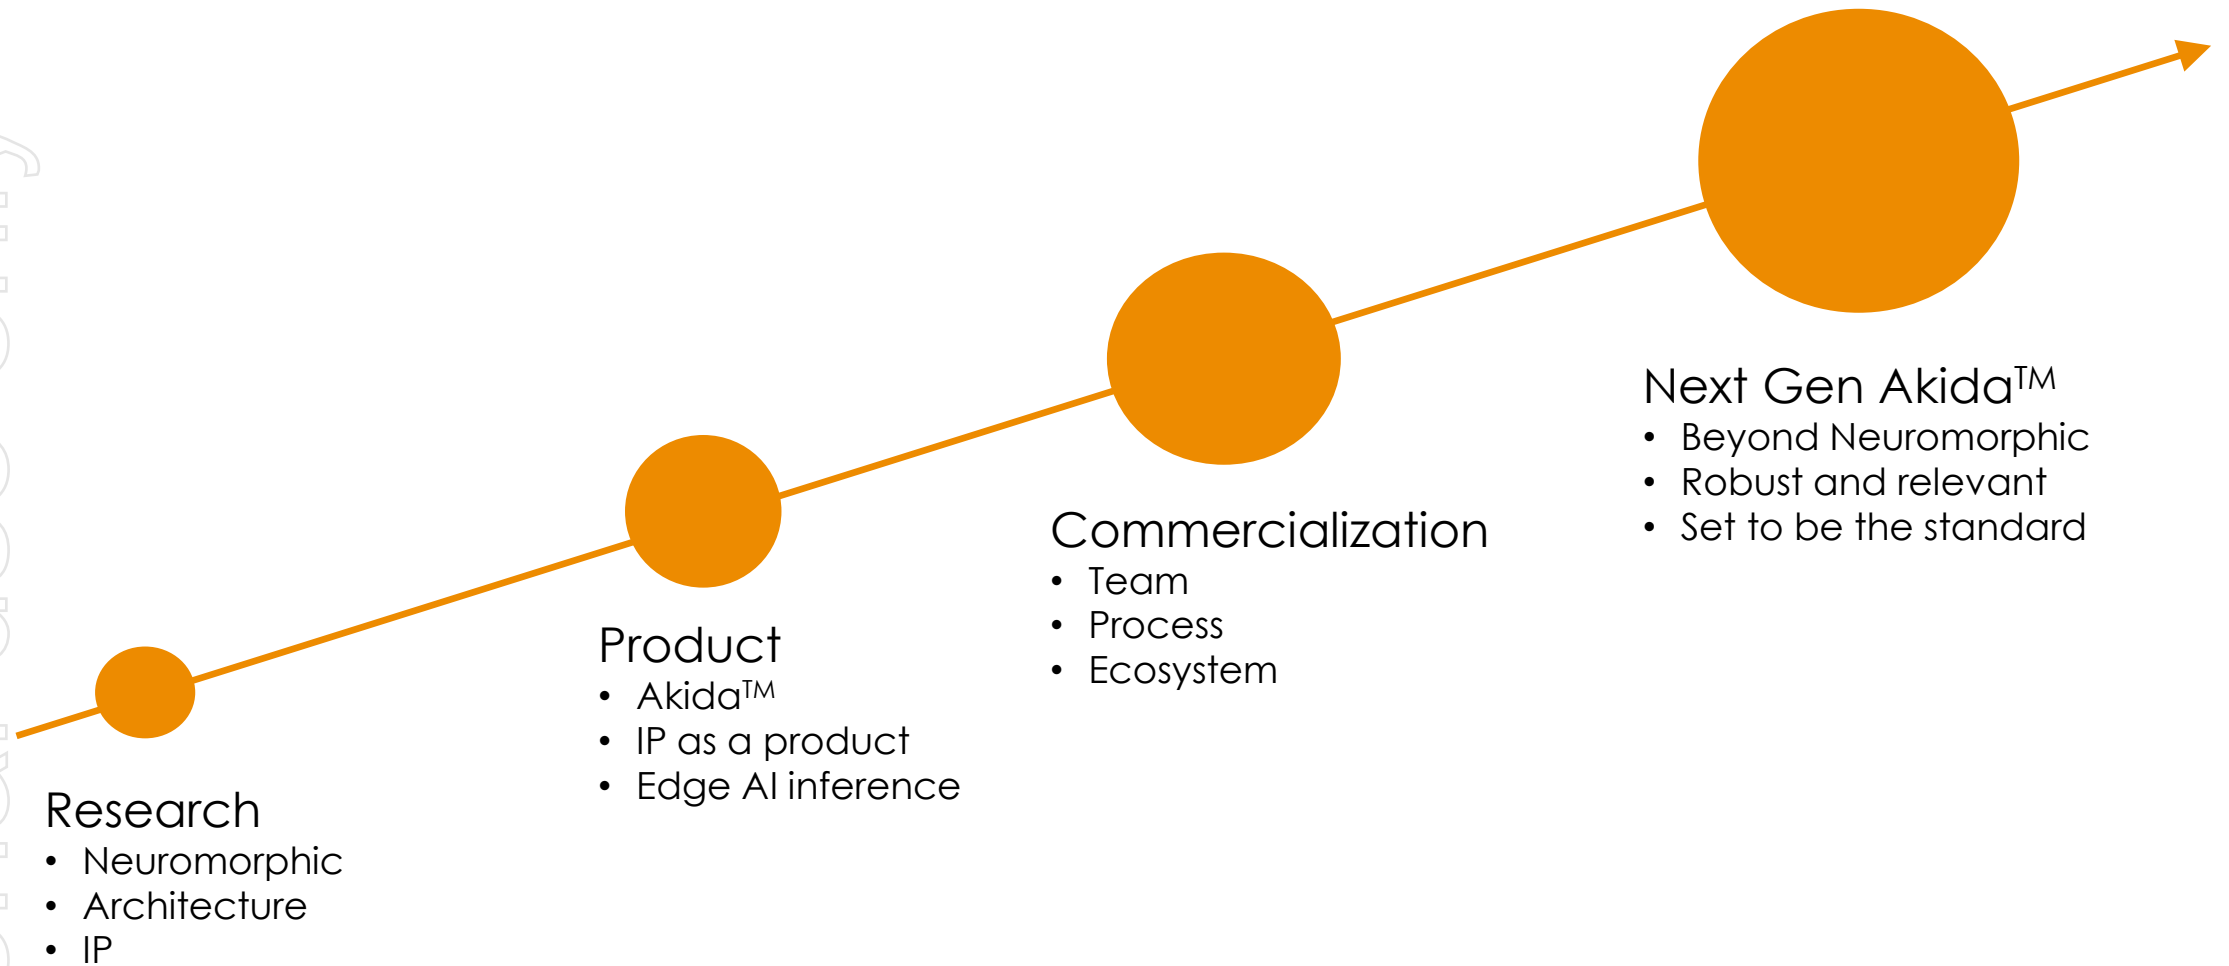 Next Gen Akida™
• Beyond Neuromorphic
• Robust and relevant
• Set to be the standard
Commercialization
• Team
• Process
• Ecosystem
Product
• Akida™
• IP as a product
• Edge AI inference
Research
• Neuromorphic
• Architecture
• IP